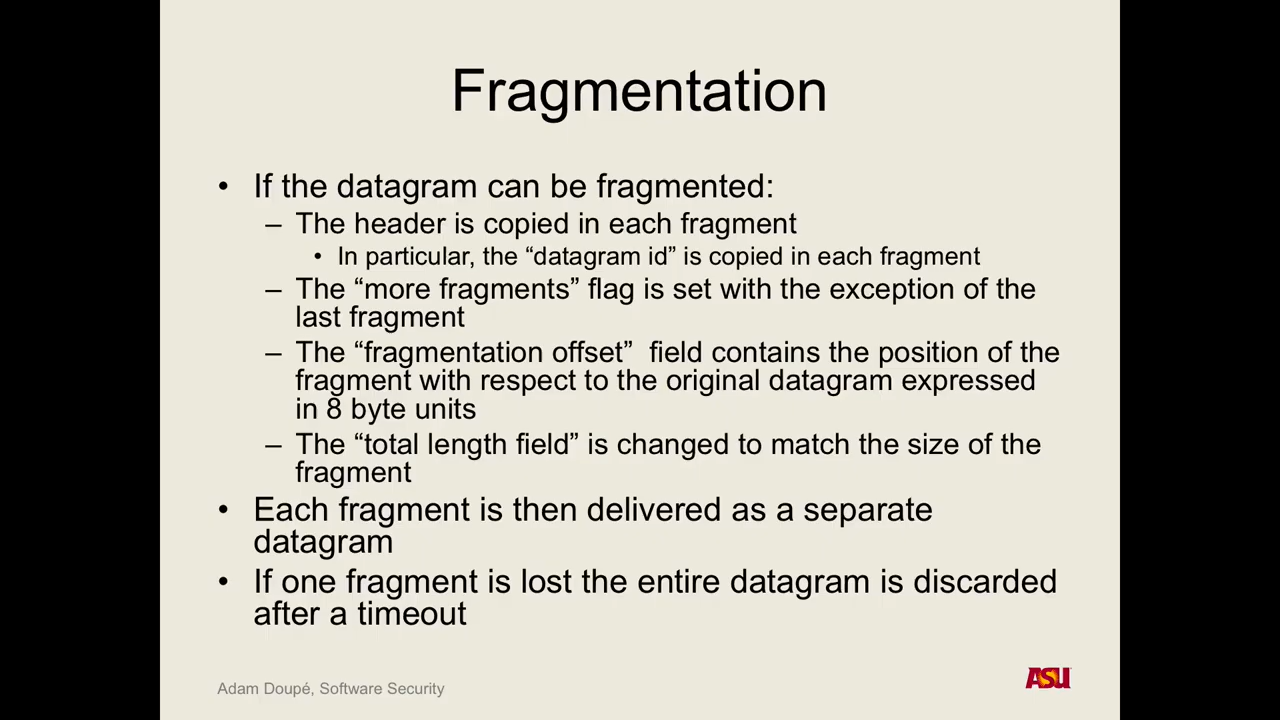 Fragmentation
• If the datagram can be fragmented:
– The header is copied in each fragment
• In particular, the “datagram id” is copied in each fragment
– The “more fragments” flag is set with the exception of the
last fragment
– The “fragmentation offset”  field contains the position of the
fragment with respect to the original datagram expressed
in 8 byte units
– The “total length field” is changed to match the size of the
fragment
• Each fragment is then delivered as a separate
datagram
• If one fragment is lost the entire datagram is discarded
after a timeout
Adam Doupé, Software Security
ASU